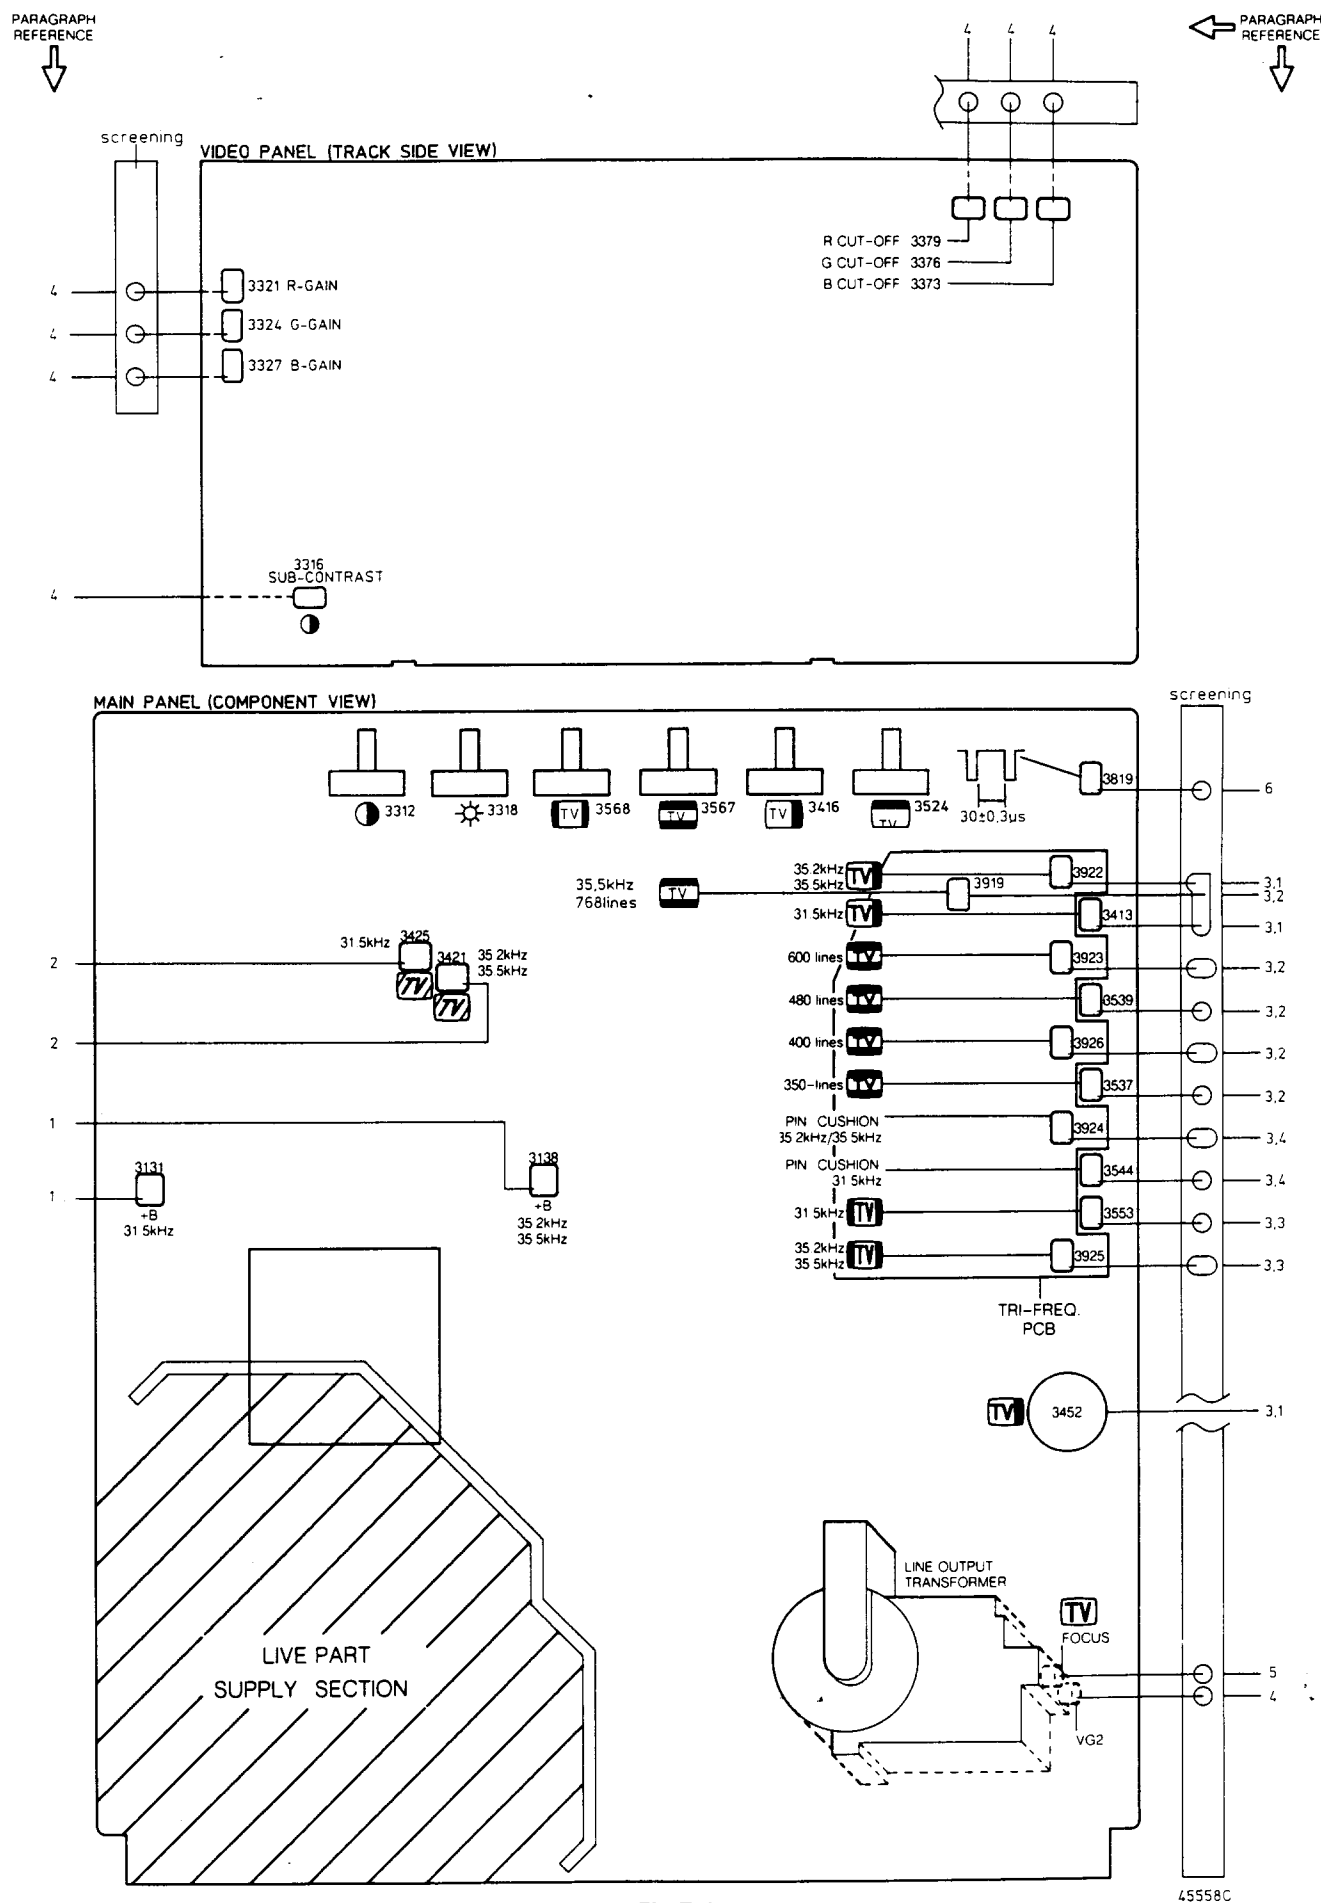 PARAGRAPH
REFERENCE
PARAGRAPH
REFERENCE
4 4 4
screening
VIDEO PANEL (TRACK SIDE VIEW)
R CUT-OFF 3379
G CUT-OFF 3376
B CUT-OFF 3373
4 3321 R-GAIN
4 3324 G-GAIN
4 3327 B-GAIN
3316
SUB-CONTRAST
4
MAIN PANEL (COMPONENT VIEW)
screening
3312
3318
TV 3568
TV 3567
TV 3416
TV 3524
30±0,3µs
3819
6
35.2kHz
35 5kHz
TV
3922
3,1
35,5kHz
768lines
TV
3919
3,2
31.5kHz TV 3413 3,1
31 5kHz 3425
TV
3421 35 2kHz
35 5kHz
TV
2
2
600 lines TV 3923 3,2
480 lines TV 3539 3,2
400 lines TV 3926 3,2
350-lines TV 3537 3,2
PIN CUSHION
35 2kHz/35 5kHz
3924 3,4
PIN CUSHION
31 5kHz
3544 3,4
31 5kHz TV 3553 3,3
35 2kHz
35 5kHz
TV 3925 3,3
1
1
3131
+B
31 5kHz
3138
+B
35 2kHz
35 5kHz
TRI-FREQ.
PCB
TV 3452 3,1
LINE OUTPUT
TRANSFORMER
TV
FOCUS
5
4
VG2
LIVE PART
SUPPLY SECTION
45558C